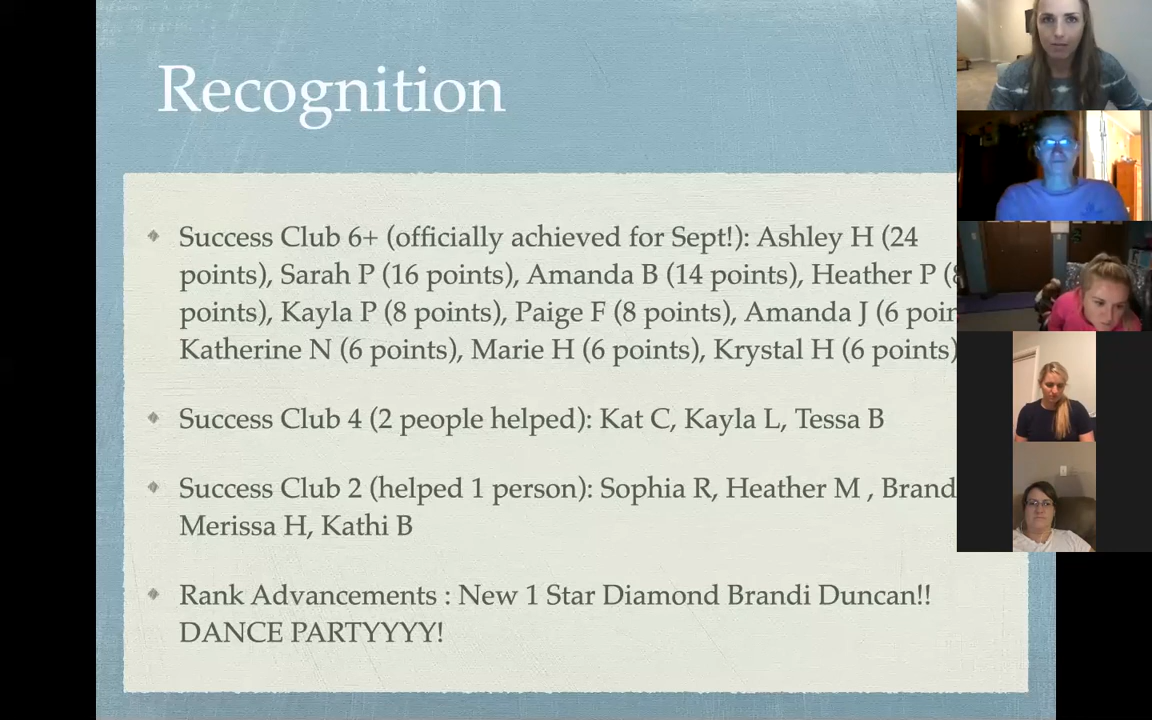 Recognition
Success Club 6+ (officially achieved for Sept!): Ashley H (24
points), Sarah P (16 points), Amanda B (14 points), Heather P
points), Kayla P (8 points), Paige F (8 points), Amanda J (6
Katherine N (6 points), Marie H (6 points), Krystal H (6 points)
Success Club 4 (2 people helped): Kat C, Kayla L, Tessa B
Success Club 2 (helped 1 person): Sophia R, Heather M ,
Merissa H, Kathi B
Rank Advancements : New 1 Star Diamond Brandi Duncan!!
DANCE PARTYYYY!